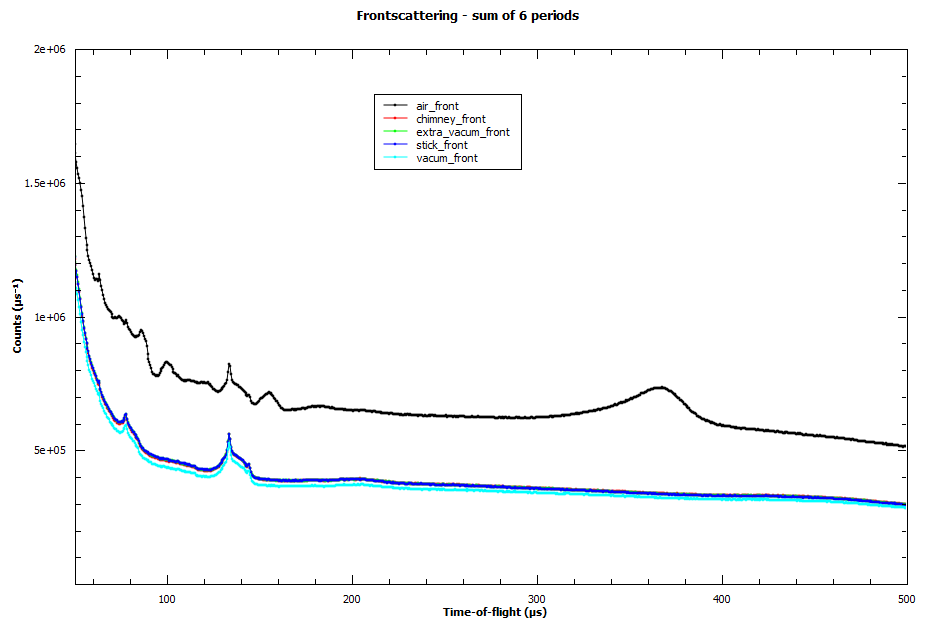 Frontscattering - sum of 6 periods
2e+06
air_front
chimney_front
extra_vacum_front
stick_front
vacum_front
1.5e+06
Counts (µs⁻¹)
1e+06
5e+05
100 200 300 400 500
Time-of-flight (µs)